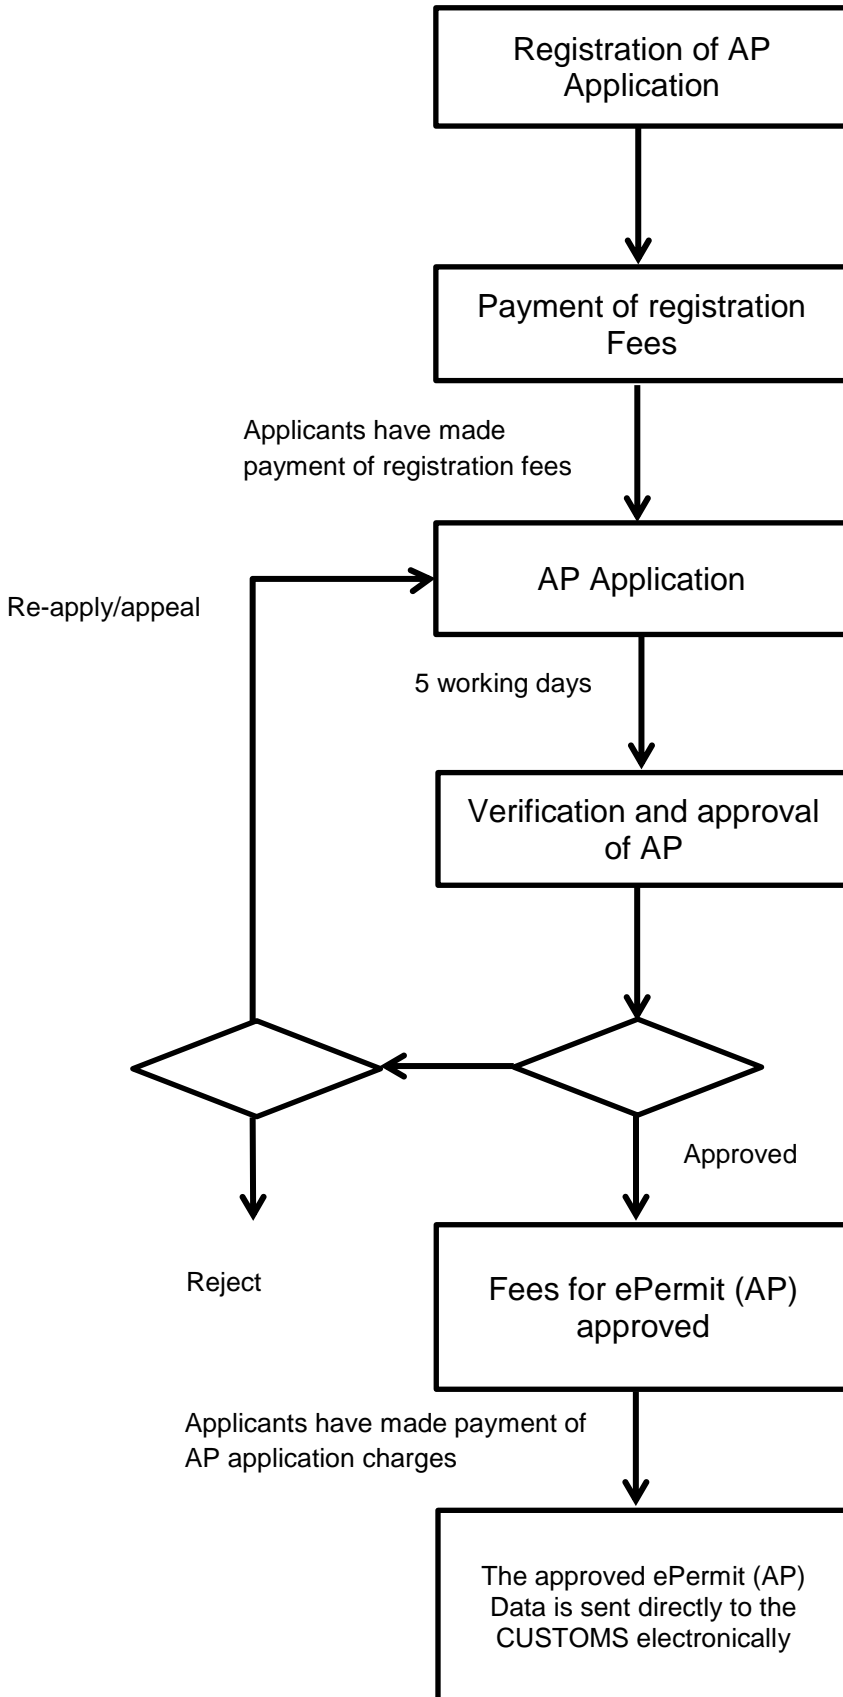 Registration of AP
Application
Payment of registration
Fees
Applicants have made
payment of registration fees
AP Application
Re-apply/appeal
5 working days
Verification and approval
of AP
Approved
Reject
Fees for ePermit (AP)
approved
Applicants have made payment of
AP application charges
The approved ePermit (AP)
Data is sent directly to the
CUSTOMS electronically